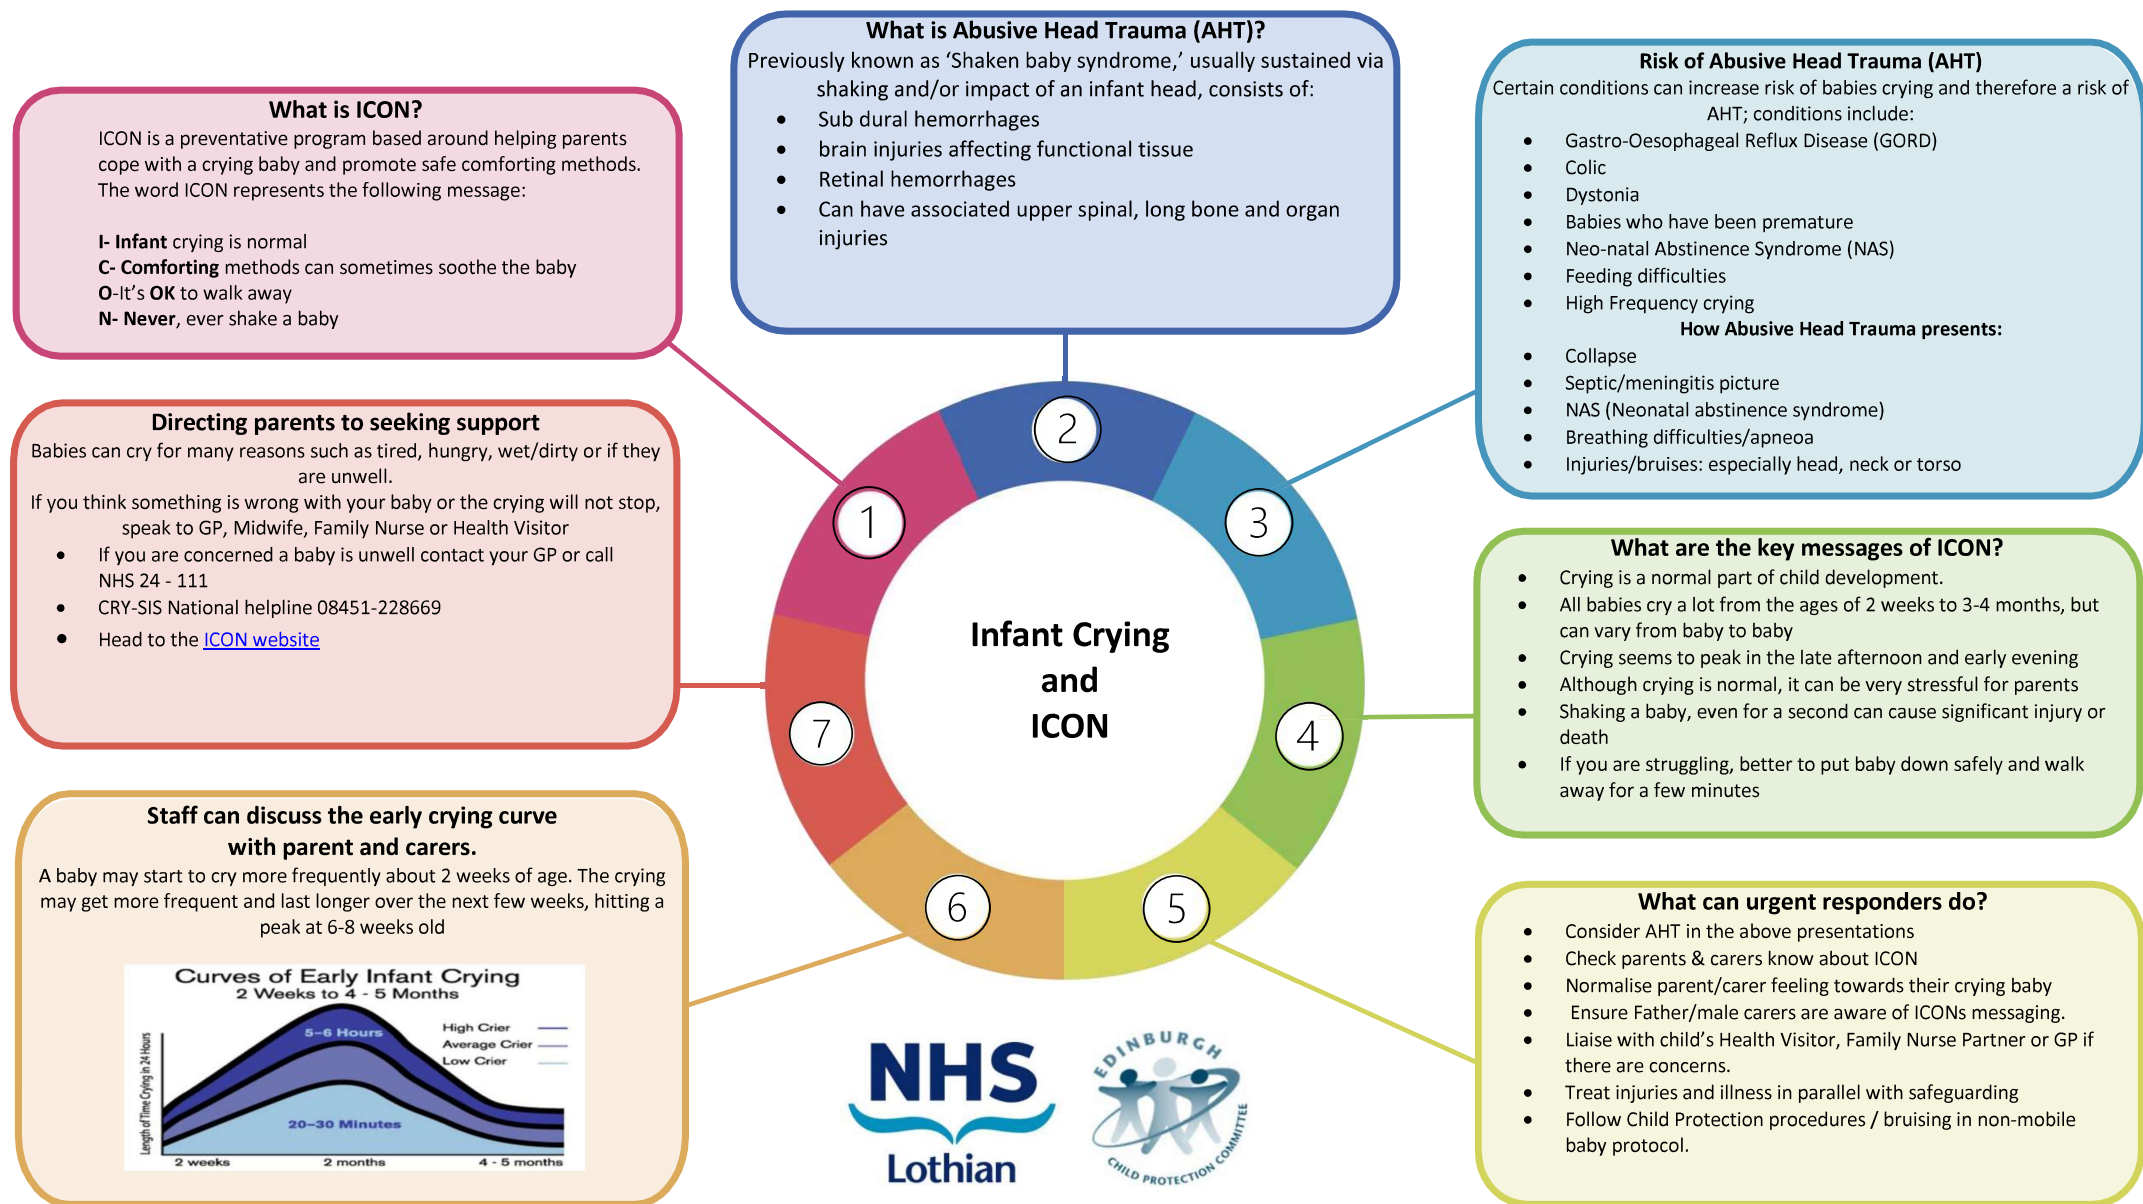 What is ICON?
ICON is a preventative program based around helping parents
cope with a crying baby and promote safe comforting methods.
The word ICON represents the following message:
I- Infant crying is normal
C- Comforting methods can sometimes soothe the baby
O-It’s OK to walk away
N- Never, ever shake a baby
What is Abusive Head Trauma (AHT)?
Previously known as ‘Shaken baby syndrome,’ usually sustained via
shaking and/or impact of an infant head, consists of:
• Sub dural hemorrhages
• brain injuries affecting functional tissue
• Retinal hemorrhages
• Can have associated upper spinal, long bone and organ
injuries
Risk of Abusive Head Trauma (AHT)
Certain conditions can increase risk of babies crying and therefore a risk of
AHT; conditions include:
• Gastro-Oesophageal Reflux Disease (GORD)
• Colic
• Dystonia
• Babies who have been premature
• Neo-natal Abstinence Syndrome (NAS)
• Feeding difficulties
• High Frequency crying
How Abusive Head Trauma presents:
• Collapse
• Septic/meningitis picture
• NAS (Neonatal abstinence syndrome)
• Breathing difficulties/apneoa
• Injuries/bruises: especially head, neck or torso
What are the key messages of ICON?
• Crying is a normal part of child development.
• All babies cry a lot from the ages of 2 weeks to 3-4 months, but
can vary from baby to baby
• Crying seems to peak in the late afternoon and early evening
• Although crying is normal, it can be very stressful for parents
• Shaking a baby, even for a second can cause significant injury or
death
• If you are struggling, better to put baby down safely and walk
away for a few minutes
What can urgent responders do?
• Consider AHT in the above presentations
• Check parents & carers know about ICON
• Normalise parent/carer feeling towards their crying baby
• Ensure Father/male carers are aware of ICONs messaging.
• Liaise with child’s Health Visitor, Family Nurse Partner or GP if
there are concerns.
• Treat injuries and illness in parallel with safeguarding
• Follow Child Protection procedures / bruising in non-mobile
baby protocol.
Staff can discuss the early crying curve
with parent and carers.
A baby may start to cry more frequently about 2 weeks of age. The crying
may get more frequent and last longer over the next few weeks, hitting a
peak at 6-8 weeks old
Curves of Early Infant Crying
2 Weeks to 4 - 5 Months
Length of Time Crying in 24 Hours
5–6 Hours
High Crier
Average Crier
Low Crier
20–30 Minutes
2 weeks
2 months
4 - 5 months
Directing parents to seeking support
Babies can cry for many reasons such as tired, hungry, wet/dirty or if they
are unwell.
If you think something is wrong with your baby or the crying will not stop,
speak to GP, Midwife, Family Nurse or Health Visitor
• If you are concerned a baby is unwell contact your GP or call
NHS 24 - 111
• CRY-SIS National helpline 08451-228669
• Head to the ICON website
Infant Crying
and
ICON
1
2
3
4
5
6
7
NHS
Lothian
EDINBURGH
CHILD PROTECTION COMMITTEE